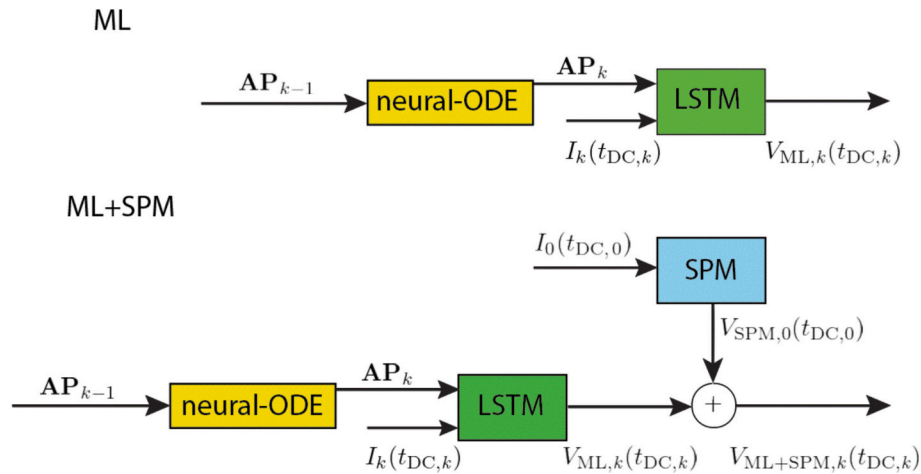 ML
AP_{k−1}
neural-ODE
AP_k
I_k(t_{DC,k})
LSTM
V_{ML,k}(t_{DC,k})
ML+SPM
I_0(t_{DC,0})
SPM
V_{SPM,0}(t_{DC,0})
AP_{k−1}
neural-ODE
AP_k
I_k(t_{DC,k})
LSTM
V_{ML,k}(t_{DC,k})
+
V_{ML+SPM,k}(t_{DC,k})